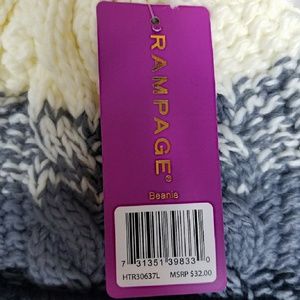 RAMPAGE®
Beanie
7 31351 39833 0
HTR30637L MSRP $32.00